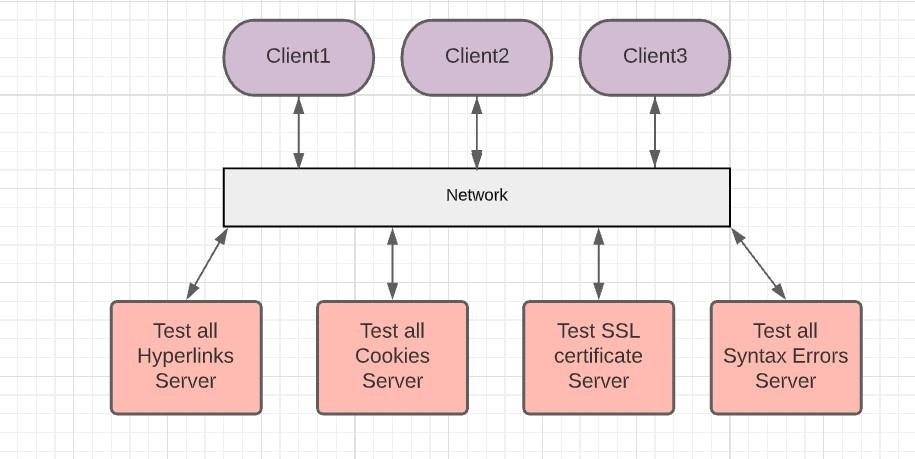 Client1
Client2
Client3
Network
Test all
Hyperlinks
Server
Test all
Cookies
Server
Test SSL
certificate
Server
Test all
Syntax Errors
Server